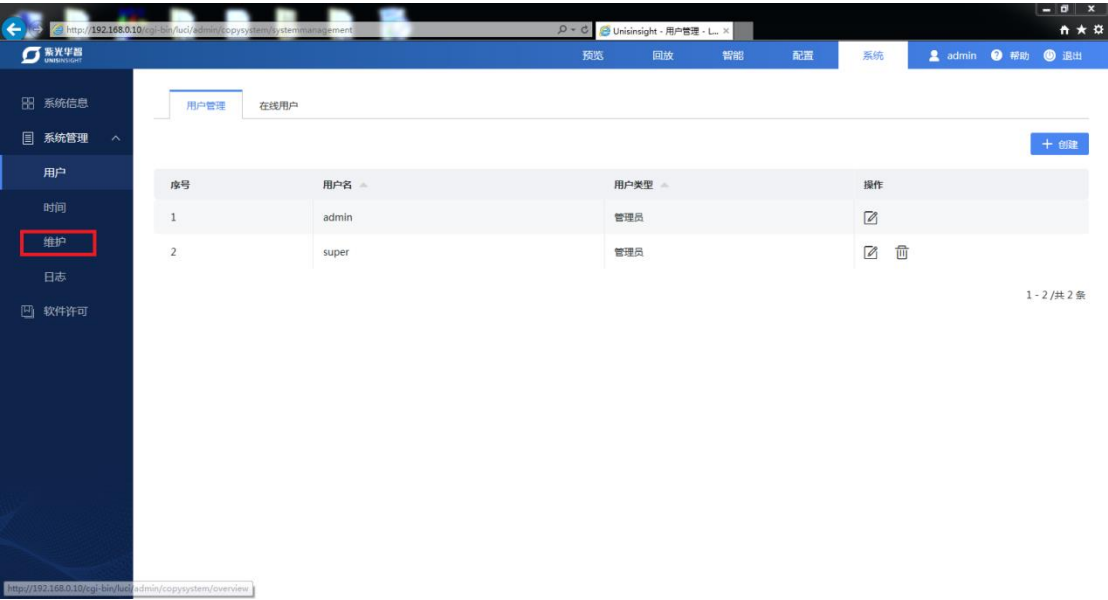 http://192.168.0.10/cgi-bin/luci/admin/copysystem/systemmanagement
Unisinsight - 用户管理 - L...
紫光华智
UNISINSIGHT
预览 回放 智能 配置 系统 admin 帮助 退出
系统信息
系统管理
用户
时间
维护
日志
软件许可
用户管理 在线用户
创建
序号 用户名 用户类型 操作
1 admin 管理员
2 super 管理员
1 - 2 /共 2 条
http://192.168.0.10/cgi-bin/luci/admin/copysystem/overview